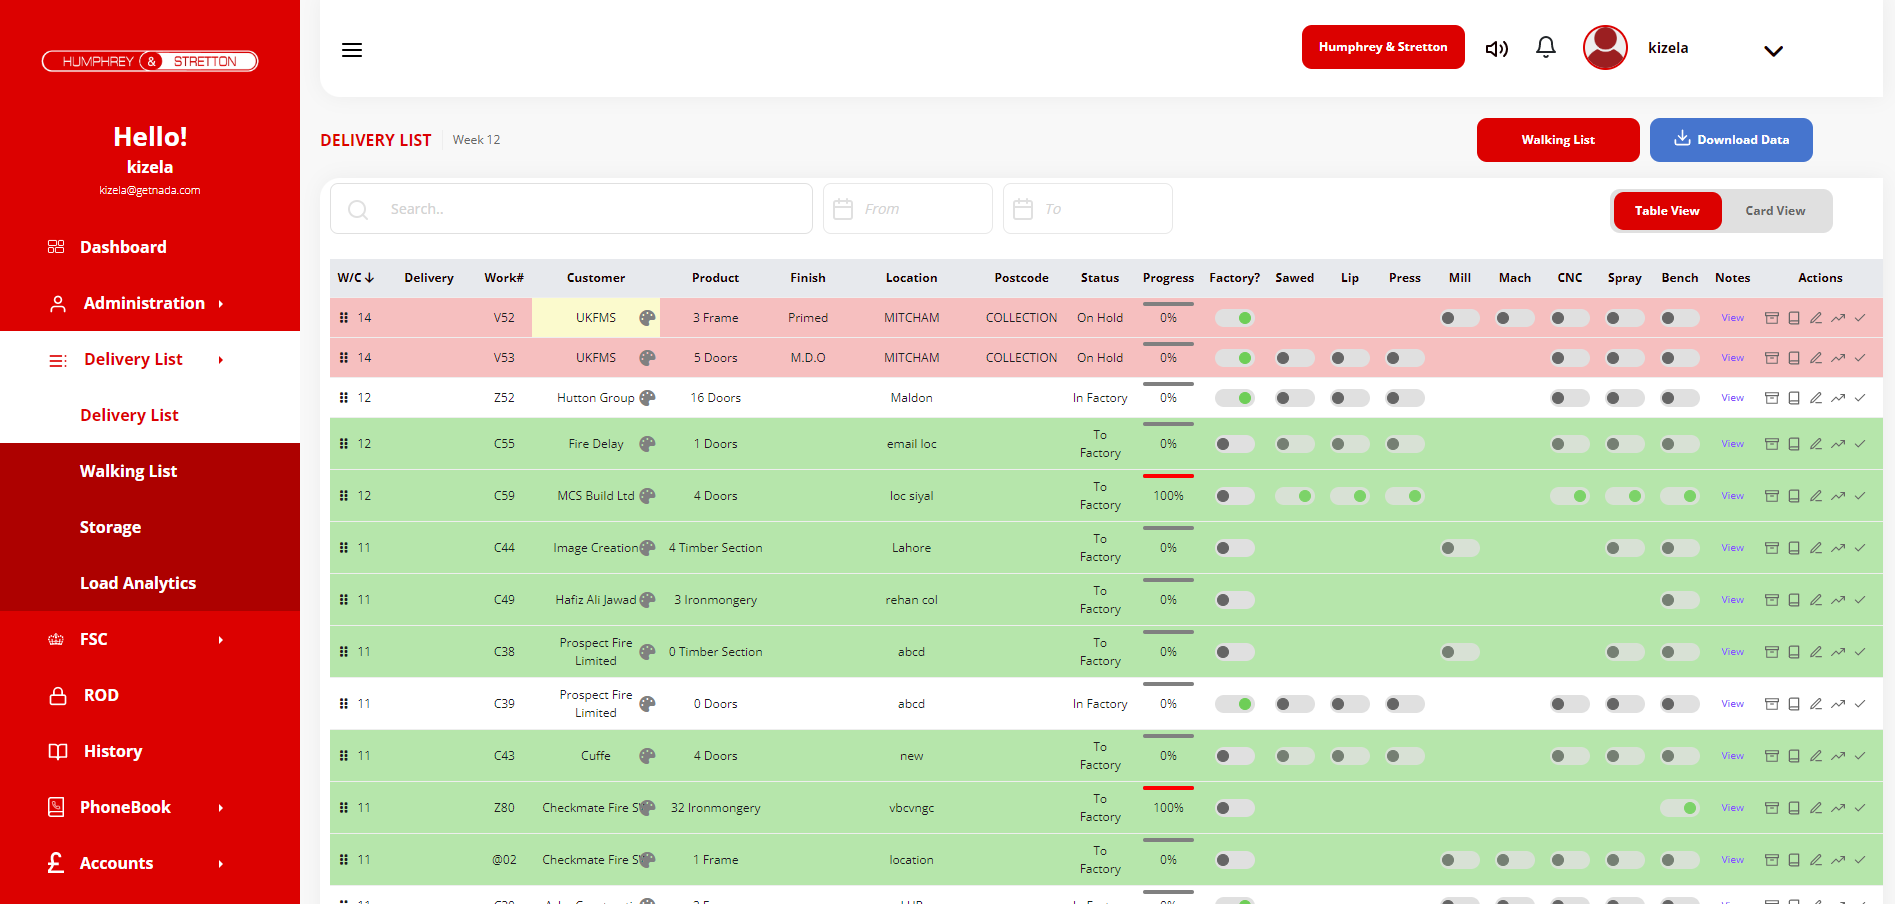 HUMPHREY & STRETTON
Hello!
kizela
kizela@getnada.com
Dashboard
Administration
Delivery List
Delivery List
Walking List
Storage
Load Analytics
FSC
ROD
History
PhoneBook
Accounts
Humphrey & Stretton
kizela
DELIVERY LIST Week 12
Walking List
Download Data
Search..
From
To
Table View
Card View
W/C Delivery Work# Customer Product Finish Location Postcode Status Progress Factory? Sawed Lip Press Mill Mach CNC Spray Bench Notes Actions
14 V52 UKFMS 3 Frame Primed MITCHAM COLLECTION On Hold 0% View
14 V53 UKFMS 5 Doors M.D.O MITCHAM COLLECTION On Hold 0% View
12 Z52 Hutton Group 16 Doors Maldon In Factory 0% View
12 C55 Fire Delay 1 Doors email loc To Factory 0% View
12 C59 MCS Build Ltd 4 Doors loc siyal To Factory 100% View
11 C44 Image Creation 4 Timber Section Lahore To Factory 0% View
11 C49 Hafiz Ali Jawad 3 Ironmongery rehan col To Factory 0% View
11 C38 Prospect Fire Limited 0 Timber Section abcd To Factory 0% View
11 C39 Prospect Fire Limited 0 Doors abcd In Factory 0% View
11 C43 Cuffe 4 Doors new To Factory 0% View
11 Z80 Checkmate Fire 32 Ironmongery vbcvngc To Factory 100% View
11 @02 Checkmate Fire 1 Frame location To Factory 0% View